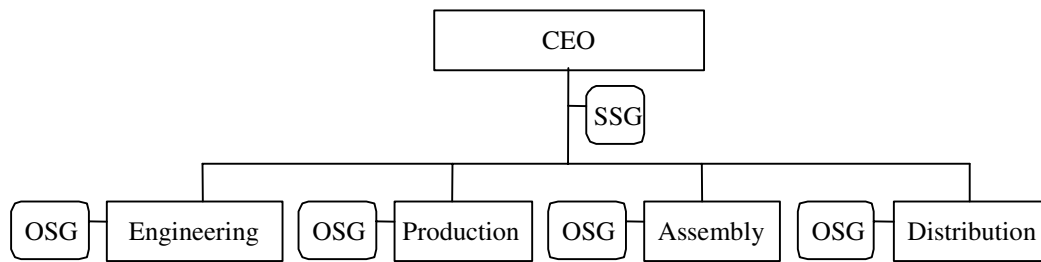 CEO
SSG
OSG
Engineering
OSG
Production
OSG
Assembly
OSG
Distribution